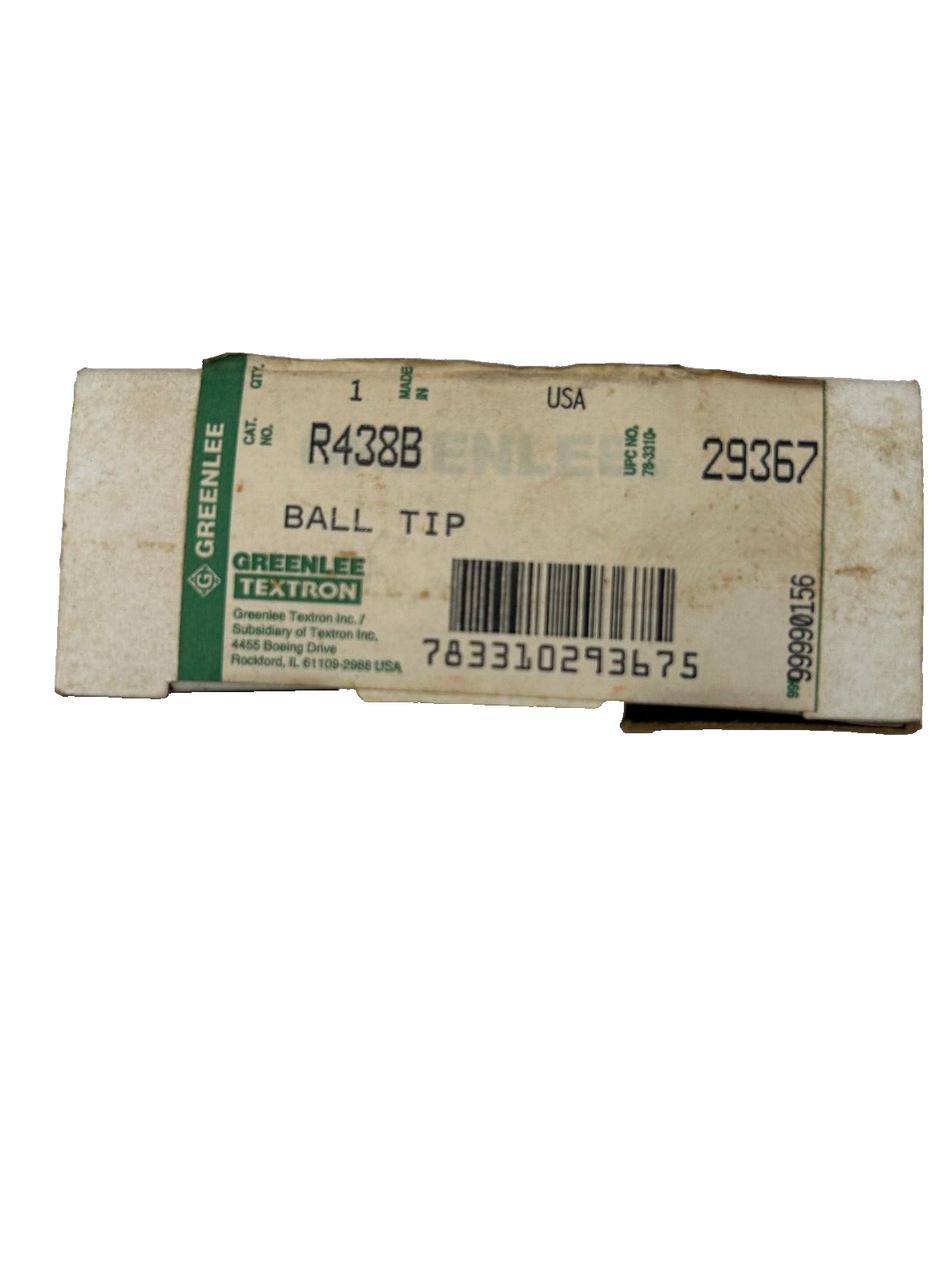 GREENLEE
G
QTY.
1
MADE
IN
USA
CAT.
NO.
R438B
GREENLEE
UPC NO.
78-3310-
29367
BALL TIP
GREENLEE
TEXTRON
Greenlee Textron Inc. /
Subsidiary of Textron Inc.
4455 Boeing Drive
Rockford, IL 61109-2988 USA
783310293675
99990156